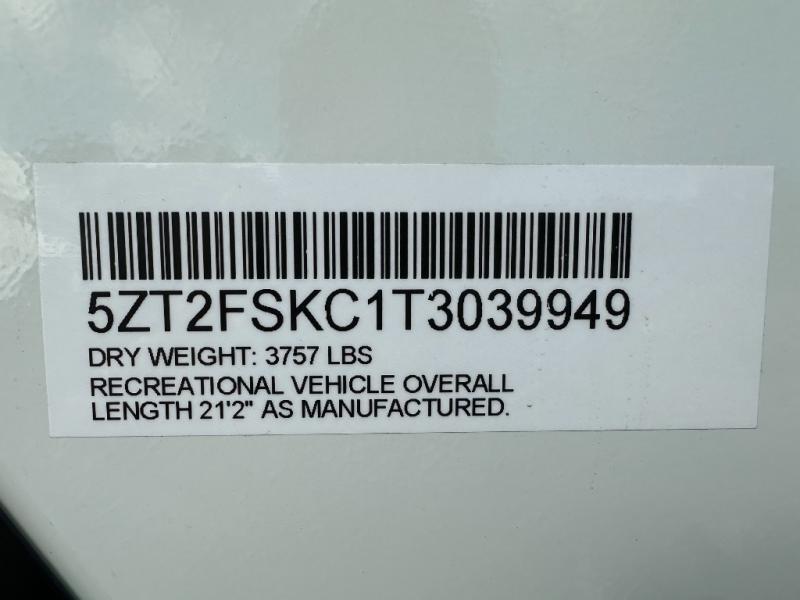 5ZT2FSKC1T3039949
DRY WEIGHT: 3757 LBS
RECREATIONAL VEHICLE OVERALL
LENGTH 21'2" AS MANUFACTURED.